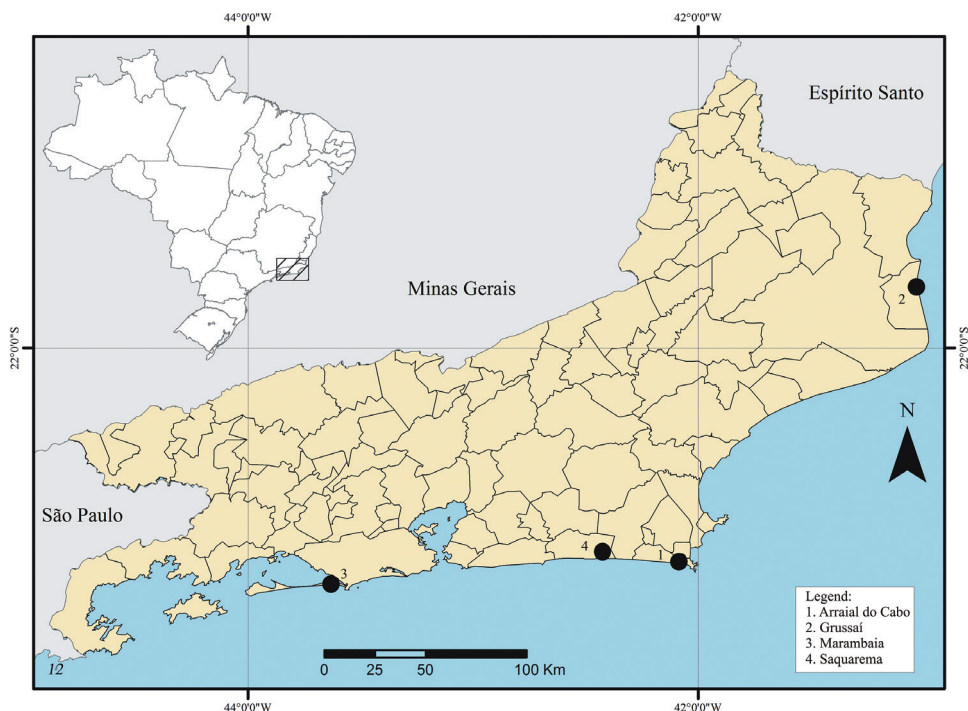 44°0'0"W 42°0'0"W
Espírito Santo
Minas Gerais
2
22°0'0"S 22°0'0"S
N
São Paulo
4 1
3
Legend:
1. Arraial do Cabo
2. Grussaí
3. Marambaia
4. Saquarema
12
0 25 50 100 Km
44°0'0"W 42°0'0"W